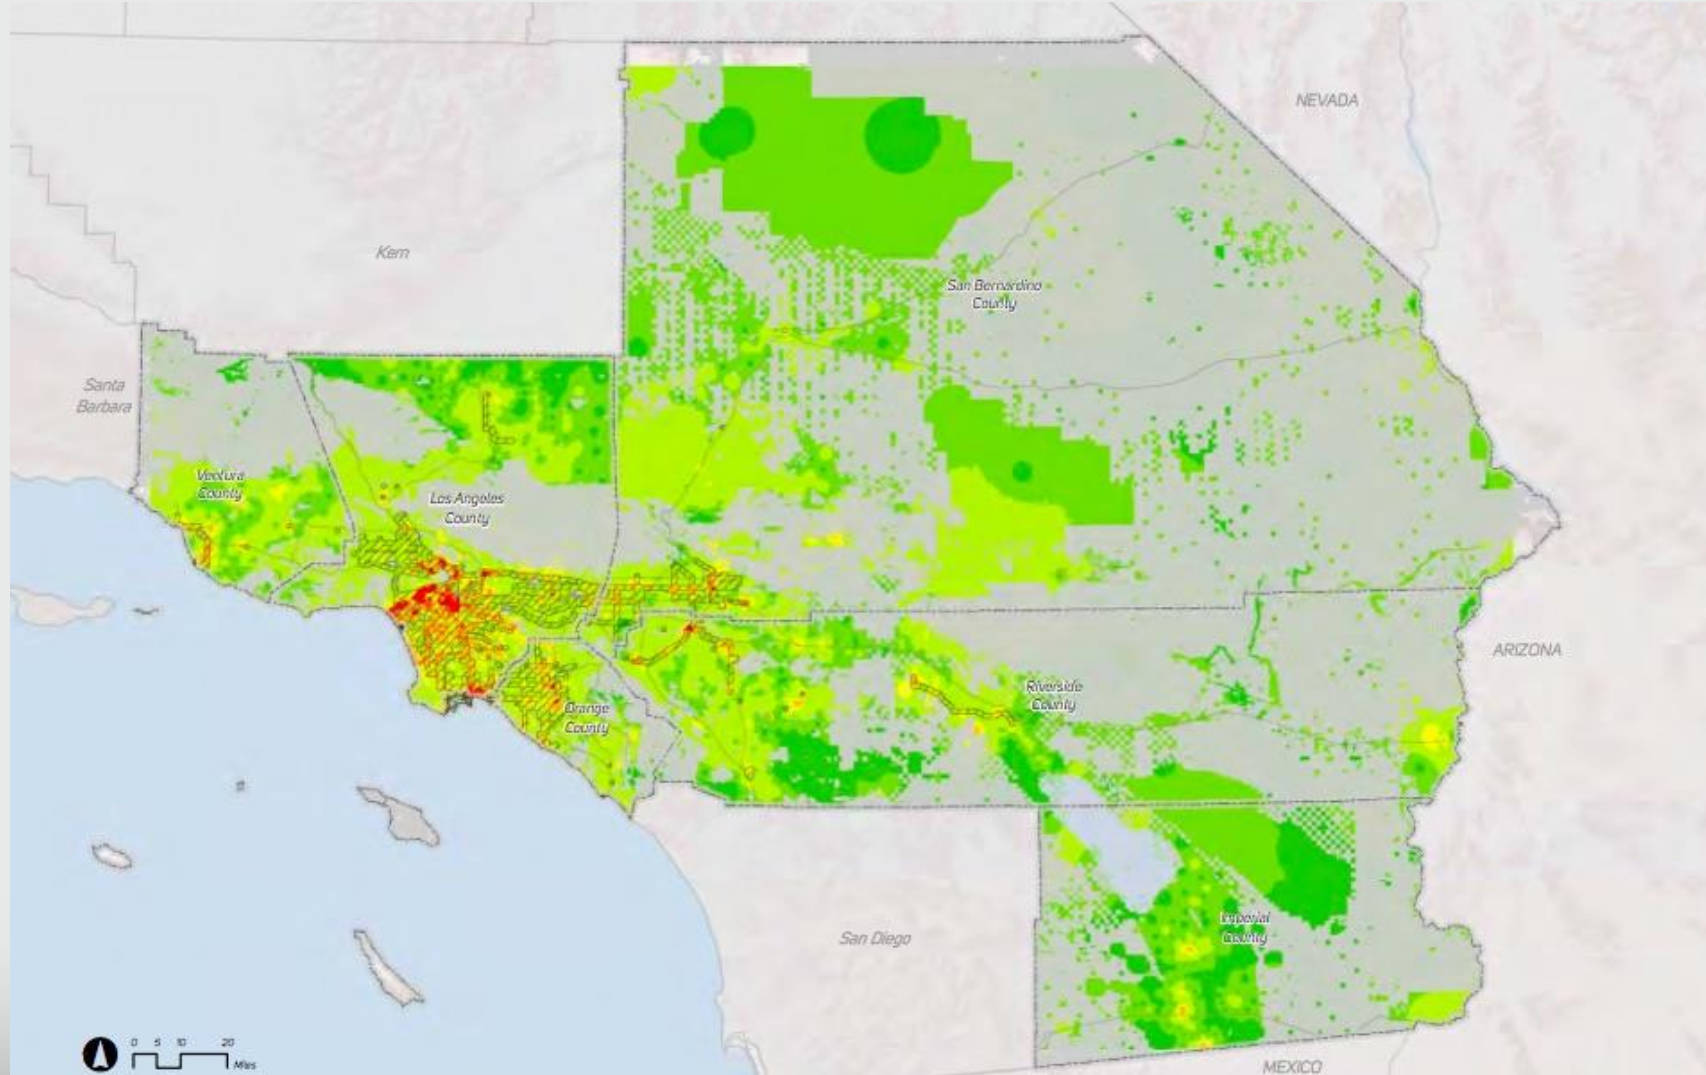 NEVADA
Kern
San Bernardino
County
Santa
Barbara
Ventura
County
Los Angeles
County
ARIZONA
Riverside
County
Orange
County
Imperial
County
San Diego
0 5 10 20
Miles
MEXICO